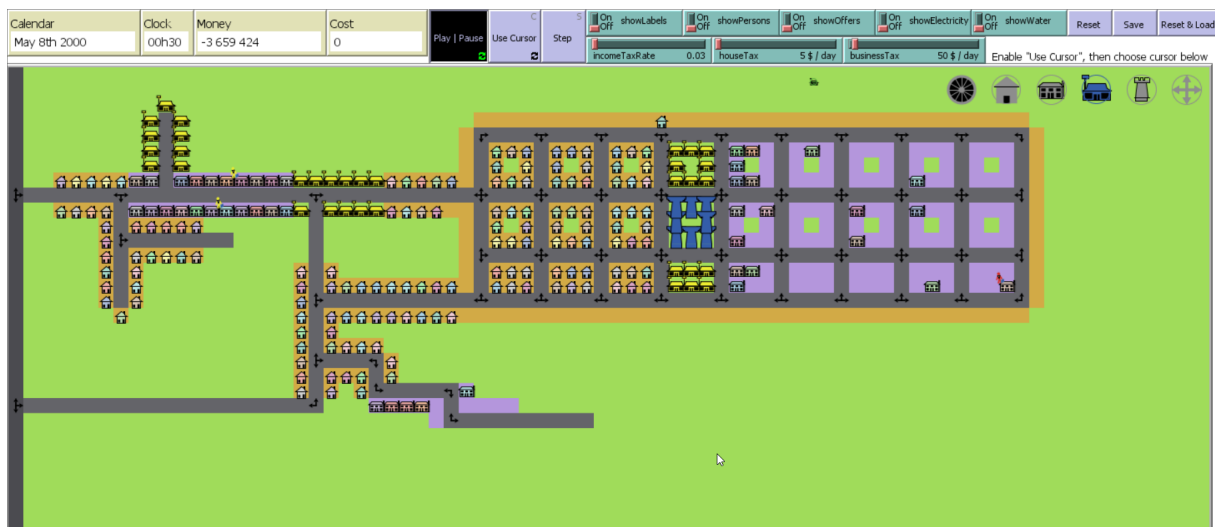 Calendar
May 8th 2000
Clock
00h30
Money
-3 659 424
Cost
0
Play | Pause
C
Use Cursor
S
Step
On
Off
showLabels
On
Off
showPersons
On
Off
showOffers
On
Off
showElectricity
On
Off
showWater
Reset
Save
Reset & Load
incomeTaxRate 0.03
houseTax 5 $ / day
businessTax 50 $ / day
Enable "Use Cursor", then choose cursor below